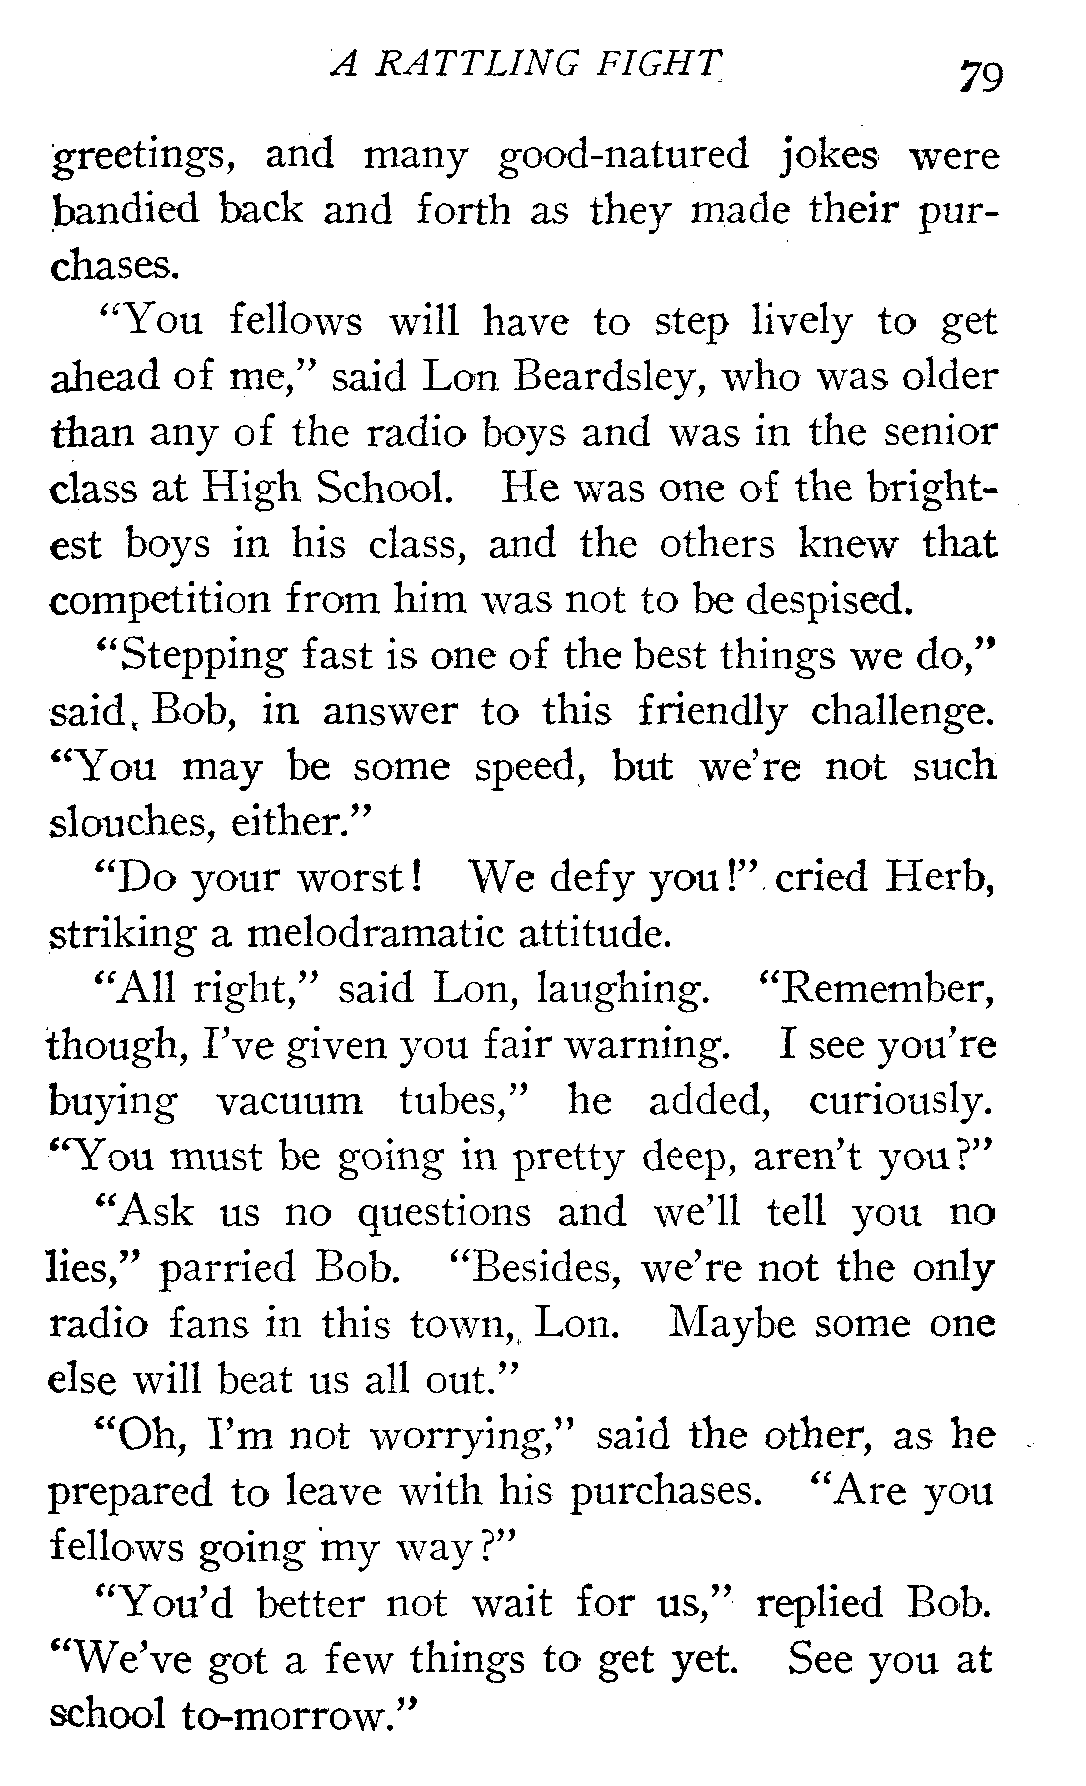 A RATTLING FIGHT 79
greetings, and many good-natured jokes were
bandied back and forth as they made their pur-
chases.
“You fellows will have to step lively to get
ahead of me,” said Lon Beardsley, who was older
than any of the radio boys and was in the senior
class at High School. He was one of the bright-
est boys in his class, and the others knew that
competition from him was not to be despised.
“Stepping fast is one of the best things we do,”
said, Bob, in answer to this friendly challenge.
“You may be some speed, but we’re not such
slouches, either.”
“Do your worst! We defy you!” cried Herb,
striking a melodramatic attitude.
“All right,” said Lon, laughing. “Remember,
though, I’ve given you fair warning. I see you’re
buying vacuum tubes,” he added, curiously.
“You must be going in pretty deep, aren’t you?”
“Ask us no questions and we’ll tell you no
lies,” parried Bob. “Besides, we’re not the only
radio fans in this town, Lon. Maybe some one
else will beat us all out.”
“Oh, I’m not worrying,” said the other, as he
prepared to leave with his purchases. “Are you
fellows going my way?”
“You’d better not wait for us,” replied Bob.
“We’ve got a few things to get yet. See you at
school to-morrow.”